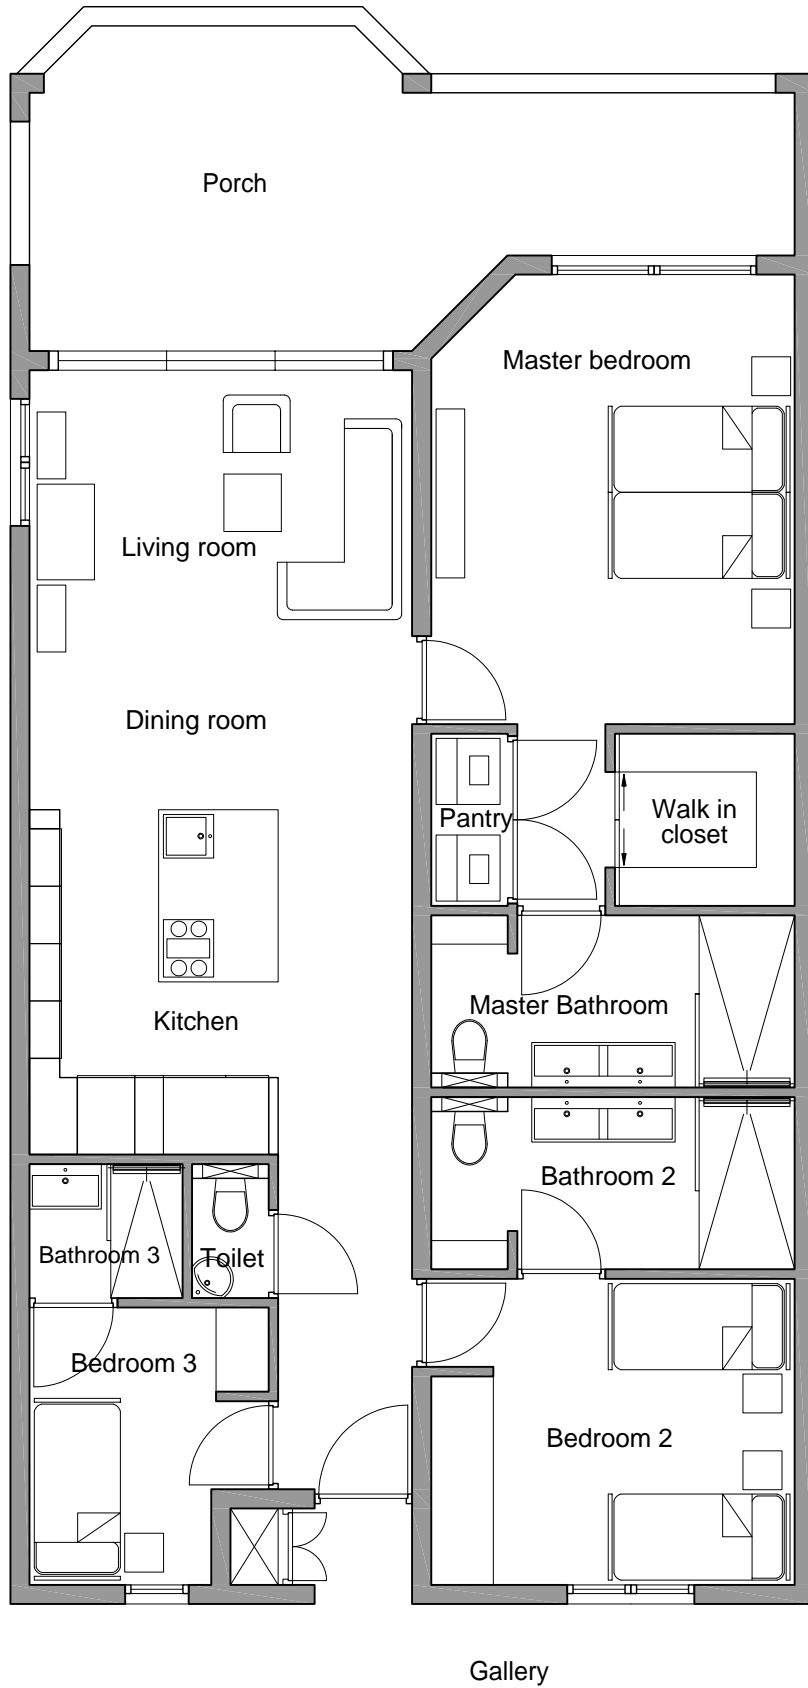 Porch
Master bedroom
Living room
Dining room
Pantry
Walk in
closet
Kitchen
Master Bathroom
Bathroom 2
Bathroom 3
Toilet
Bedroom 3
Bedroom 2
Gallery